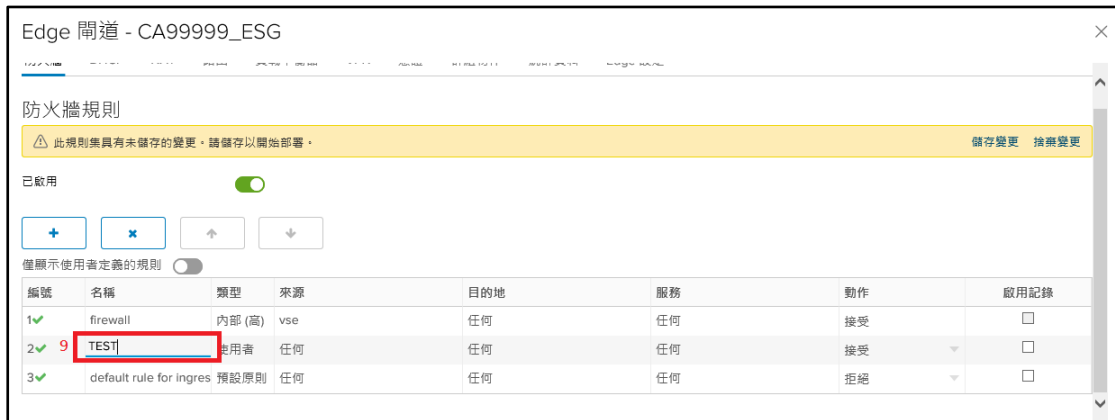 Edge 閘道 - CA99999_ESG
防火牆規則
此規則集具有未儲存的變更。請儲存以開始部署。 儲存變更 捨棄變更
已啟用
僅顯示使用者定義的規則
編號 名稱 類型 來源 目的地 服務 動作 啟用記錄
1 firewall 內部 (高) vse 任何 任何 接受
9
2 TEST 使用者 任何 任何 任何 接受
3 default rule for ingres 預設原則 任何 任何 任何 拒絕